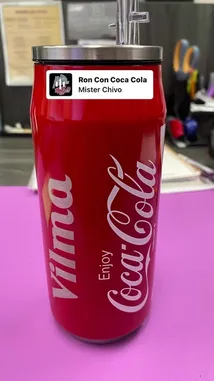 Ron Con Coca Cola
Mister Chivo
Vilma
Enjoy
Coca-Cola